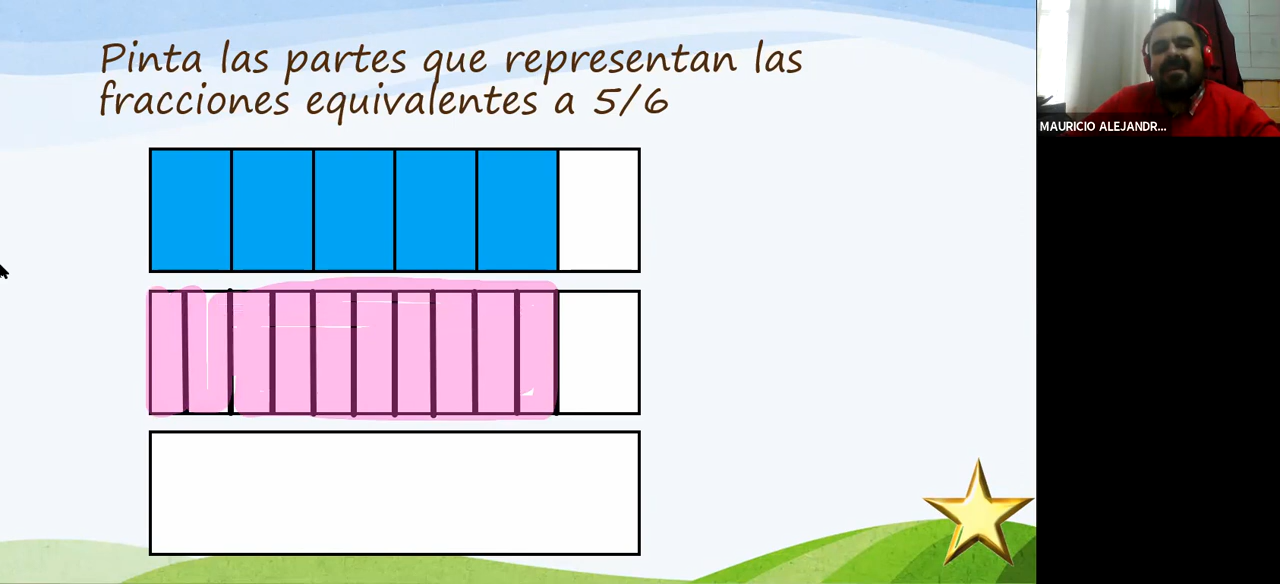 Pinta las partes que representan las
fracciones equivalentes a 5/6
MAURICIO ALEJANDR...